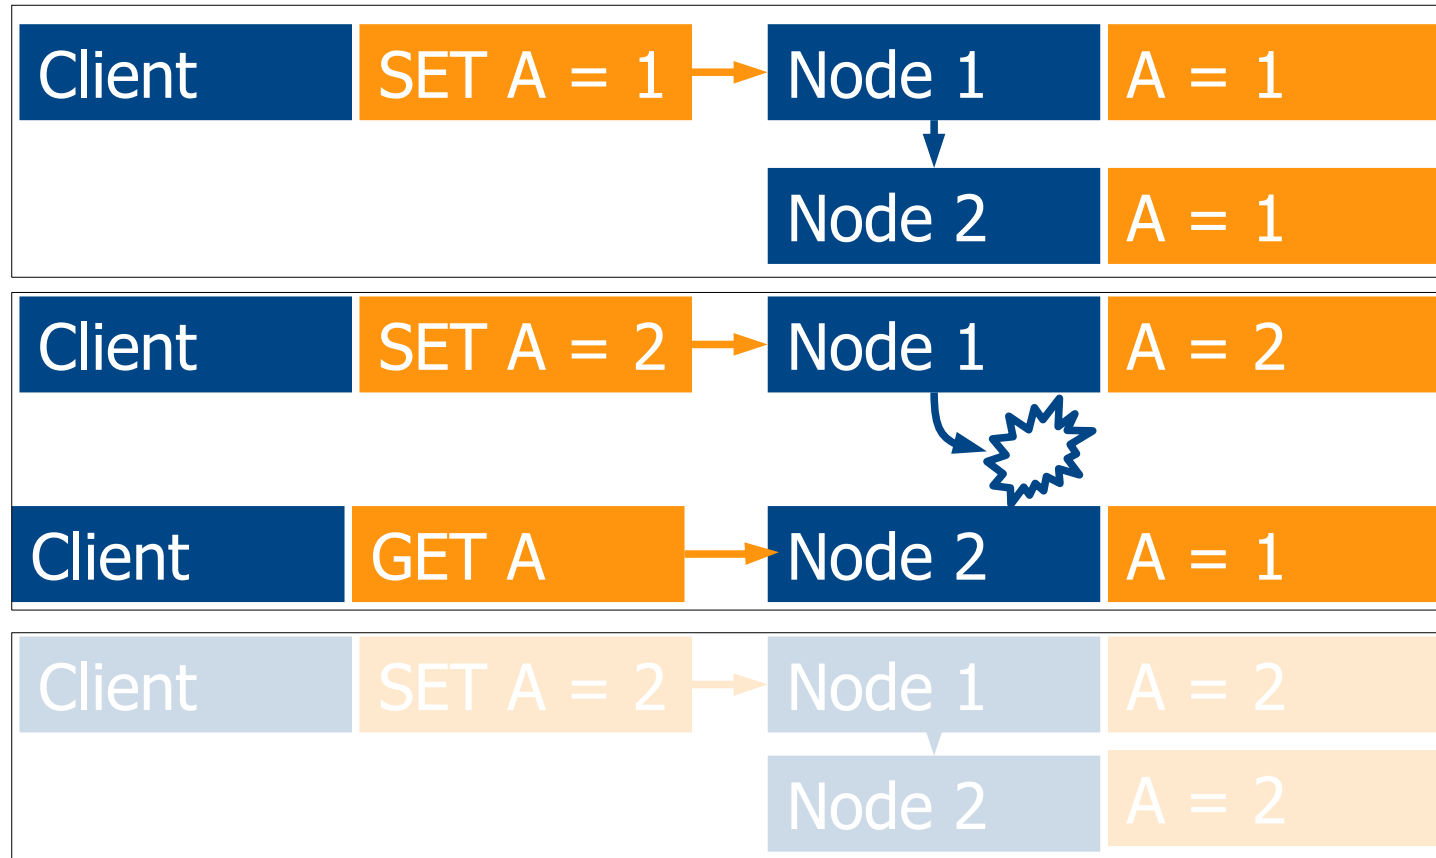 Client SET A = 1 Node 1 A = 1
Node 2 A = 1
Client SET A = 2 Node 1 A = 2
Client GET A Node 2 A = 1
Client SET A = 2 Node 1 A = 2
Node 2 A = 2